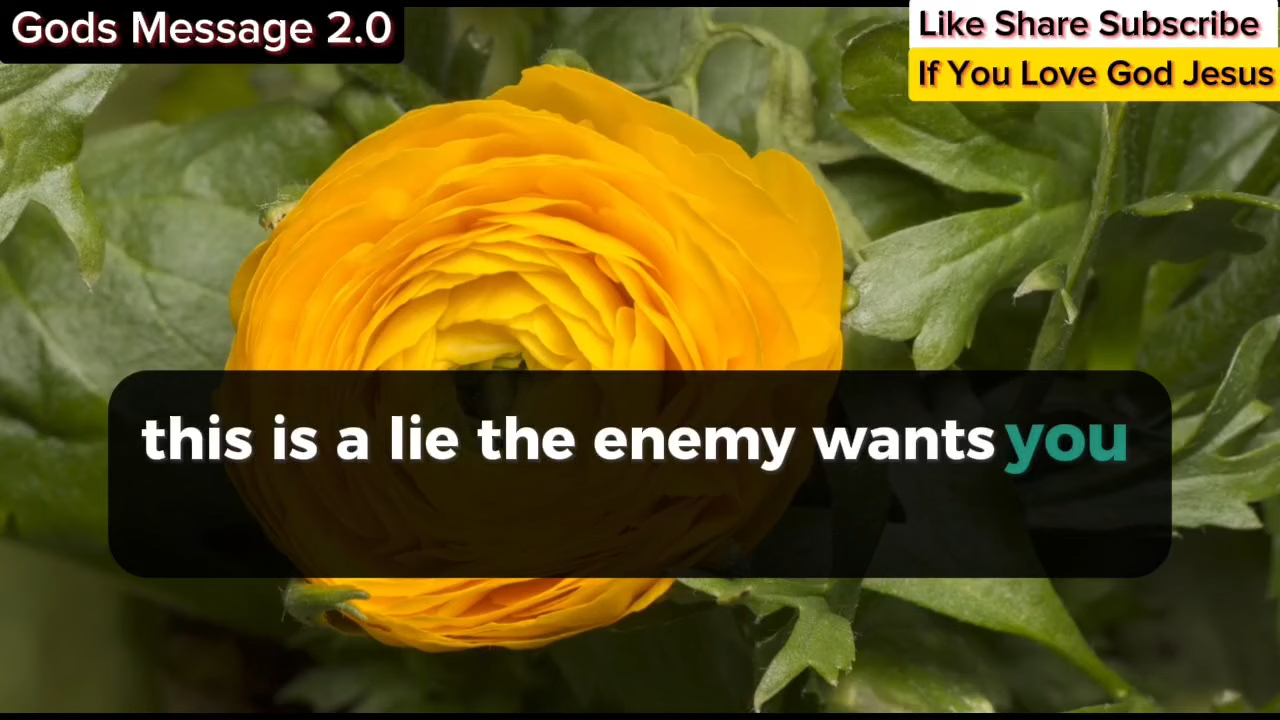 Gods Message 2.0
Like Share Subscribe
If You Love God Jesus
this is a lie the enemy wants you